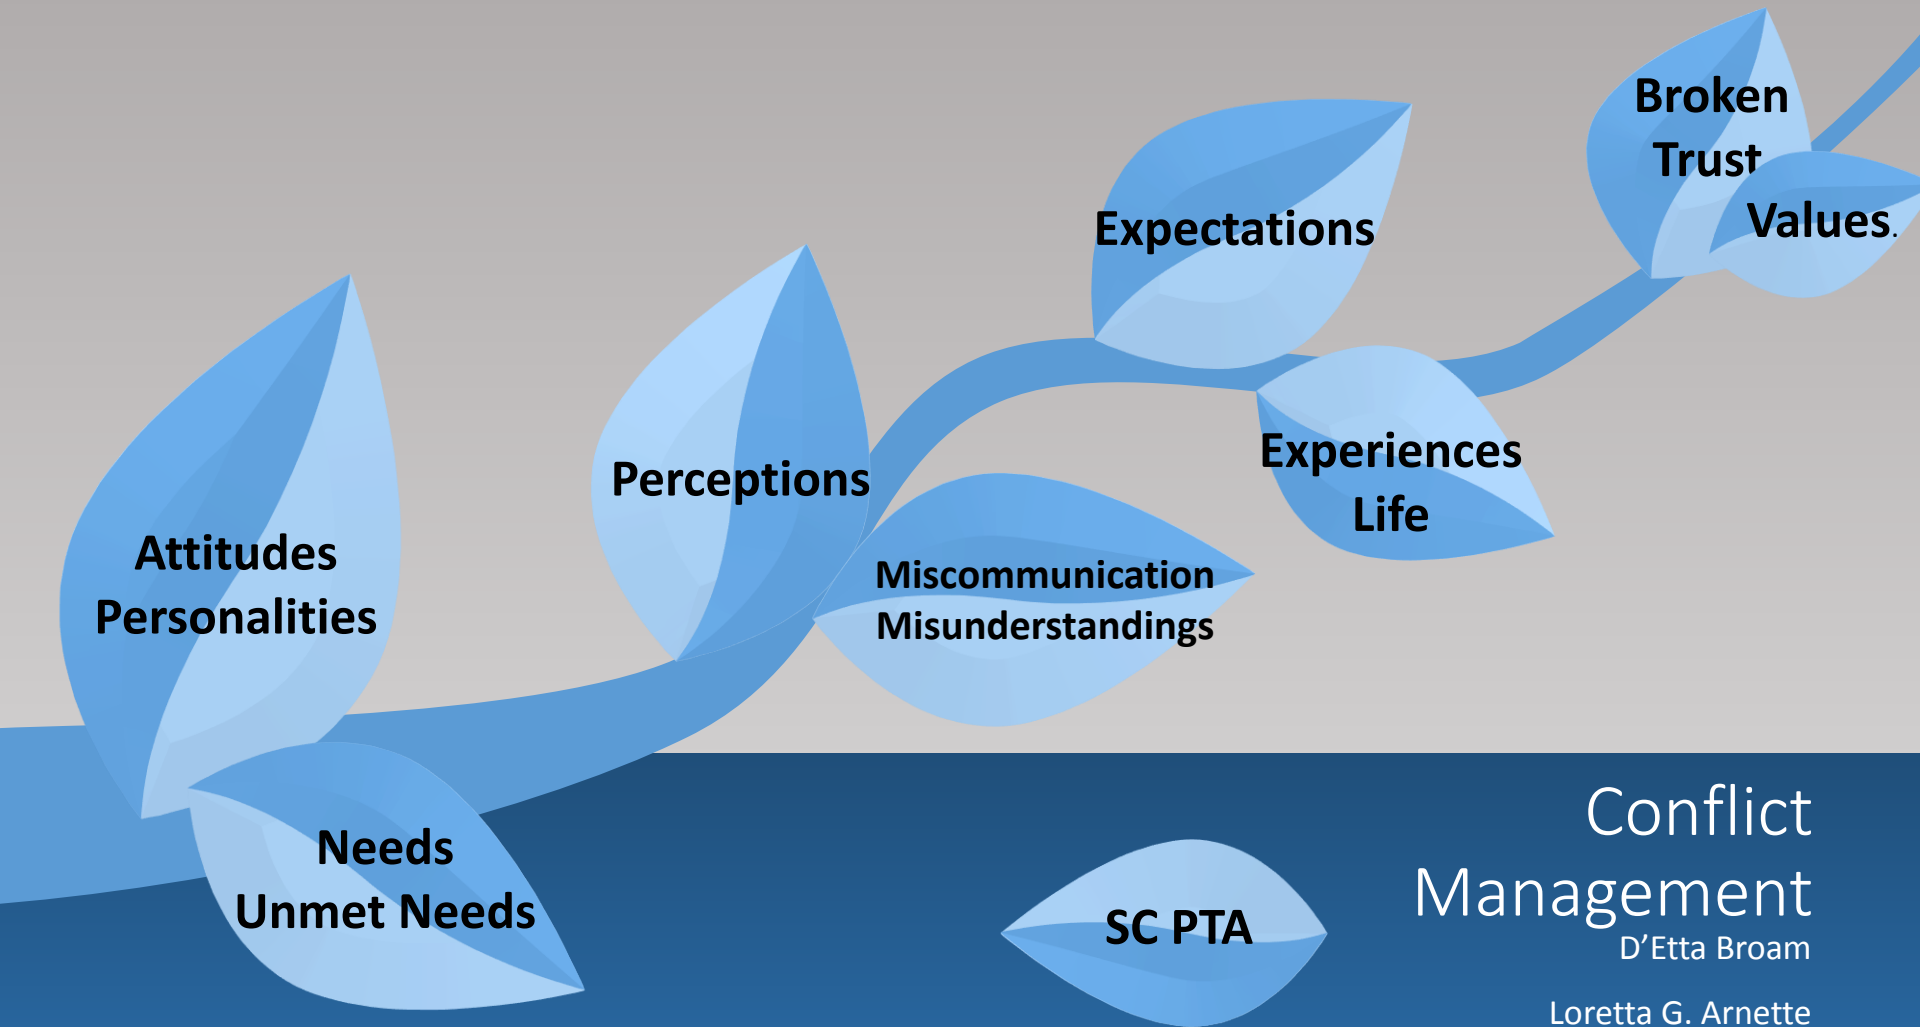 Broken
Trust
Values.
Expectations
Experiences
Life
Perceptions
Miscommunication
Misunderstandings
Attitudes
Personalities
Needs
Unmet Needs
SC PTA
Conflict
Management
D’Etta Broam
Loretta G. Arnette